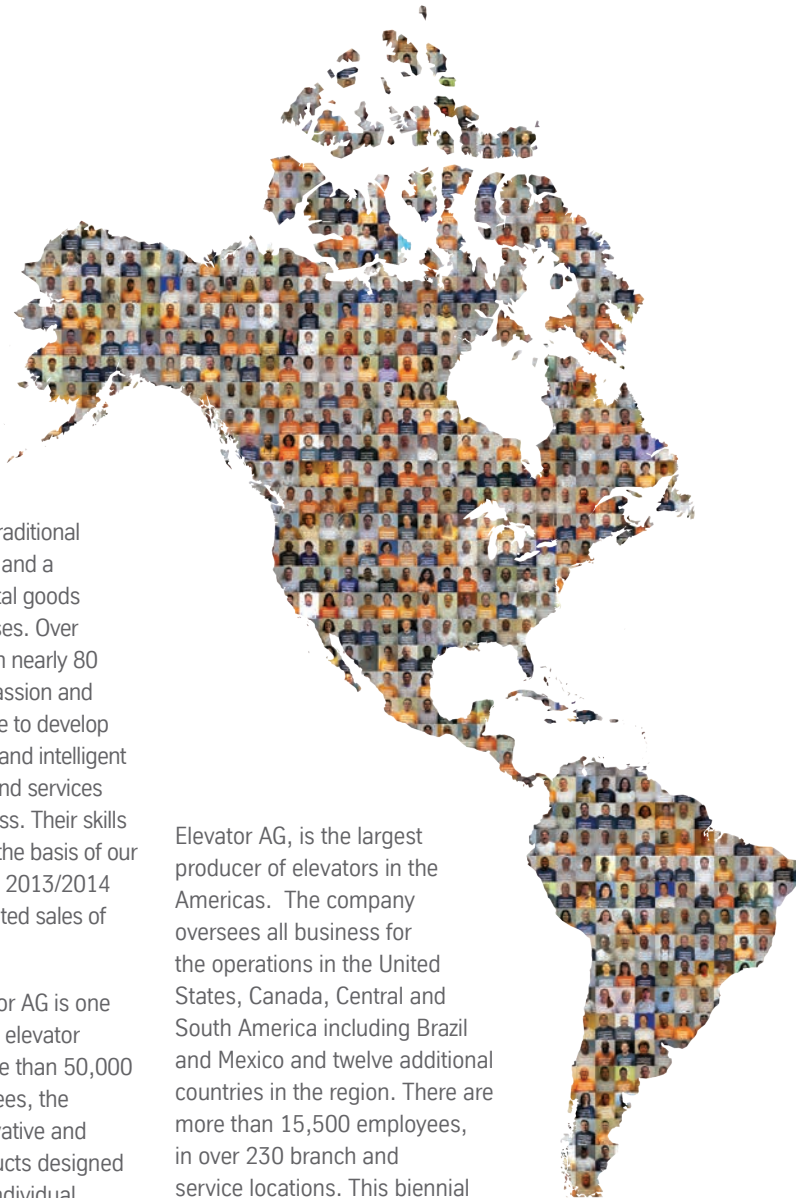 raditional
and a
tal goods
ses. Over
n nearly 80
assion and
e to develop
and intelligent
nd services
ss. Their skills
the basis of our
2013/2014
ted sales of
or AG is one
elevator
re than 50,000
ees, the
vative and
ucts designed
ndividual
Elevator AG, is the largest
producer of elevators in the
Americas. The company
oversees all business for
the operations in the United
States, Canada, Central and
South America including Brazil
and Mexico and twelve additional
countries in the region. There are
more than 15,500 employees,
in over 230 branch and
service locations. This biennial